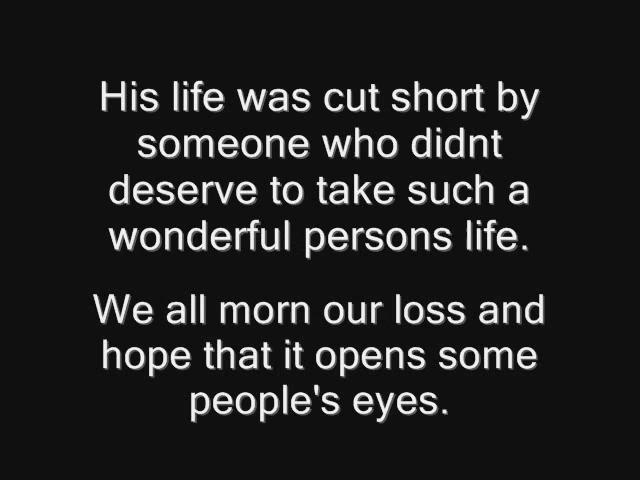 His life was cut short by
someone who didnt
deserve to take such a
wonderful persons life.
We all morn our loss and
hope that it opens some
people's eyes.